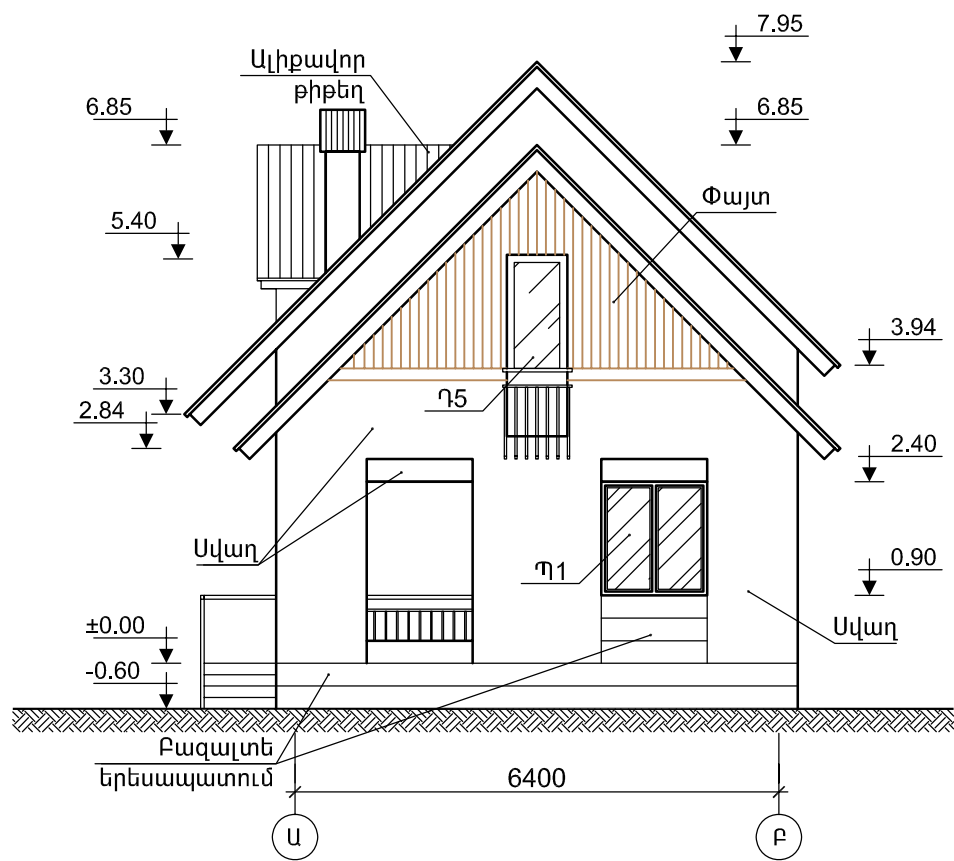 7.95
Ալիքավոր
թիթեղ
6.85
6.85
Փայտ
5.40
3.94
3.30
Դ5
2.84
2.40
Սվաղ
Պ1
0.90
±0.00
Սվաղ
-0.60
Բազալտե
երեսապատում
6400
Ա
Բ